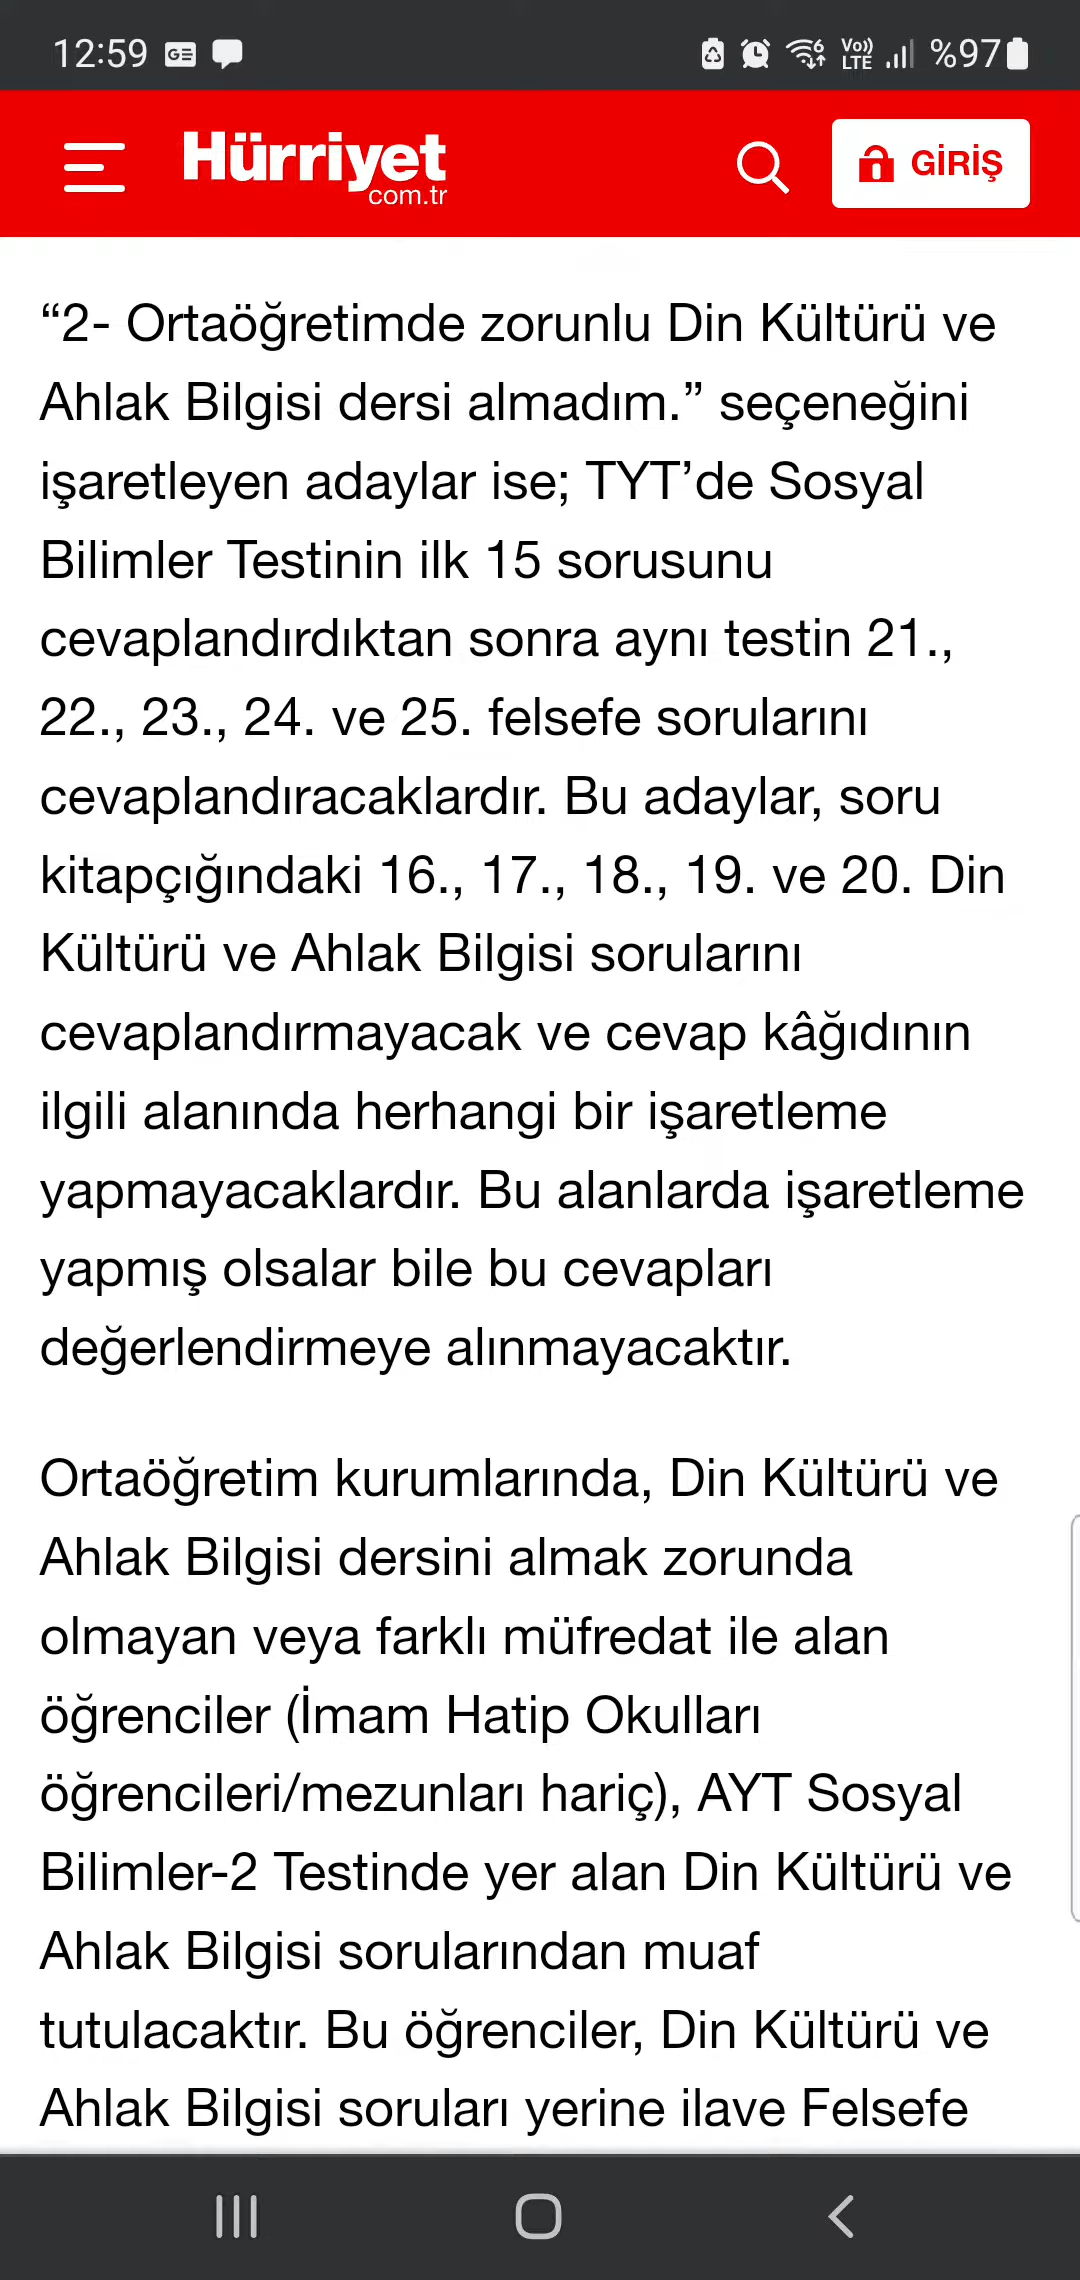 12:59
Vo))
LTE
%97
Hürriyet
com.tr
GİRİŞ
“2- Ortaöğretimde zorunlu Din Kültürü ve
Ahlak Bilgisi dersi almadım.” seçeneğini
işaretleyen adaylar ise; TYT’de Sosyal
Bilimler Testinin ilk 15 sorusunu
cevaplandırdıktan sonra aynı testin 21.,
22., 23., 24. ve 25. felsefe sorularını
cevaplandıracaklardır. Bu adaylar, soru
kitapçığındaki 16., 17., 18., 19. ve 20. Din
Kültürü ve Ahlak Bilgisi sorularını
cevaplandırmayacak ve cevap kâğıdının
ilgili alanında herhangi bir işaretleme
yapmayacaklardır. Bu alanlarda işaretleme
yapmış olsalar bile bu cevapları
değerlendirmeye alınmayacaktır.
Ortaöğretim kurumlarında, Din Kültürü ve
Ahlak Bilgisi dersini almak zorunda
olmayan veya farklı müfredat ile alan
öğrenciler (İmam Hatip Okulları
öğrencileri/mezunları hariç), AYT Sosyal
Bilimler-2 Testinde yer alan Din Kültürü ve
Ahlak Bilgisi sorularından muaf
tutulacaktır. Bu öğrenciler, Din Kültürü ve
Ahlak Bilgisi soruları yerine ilave Felsefe